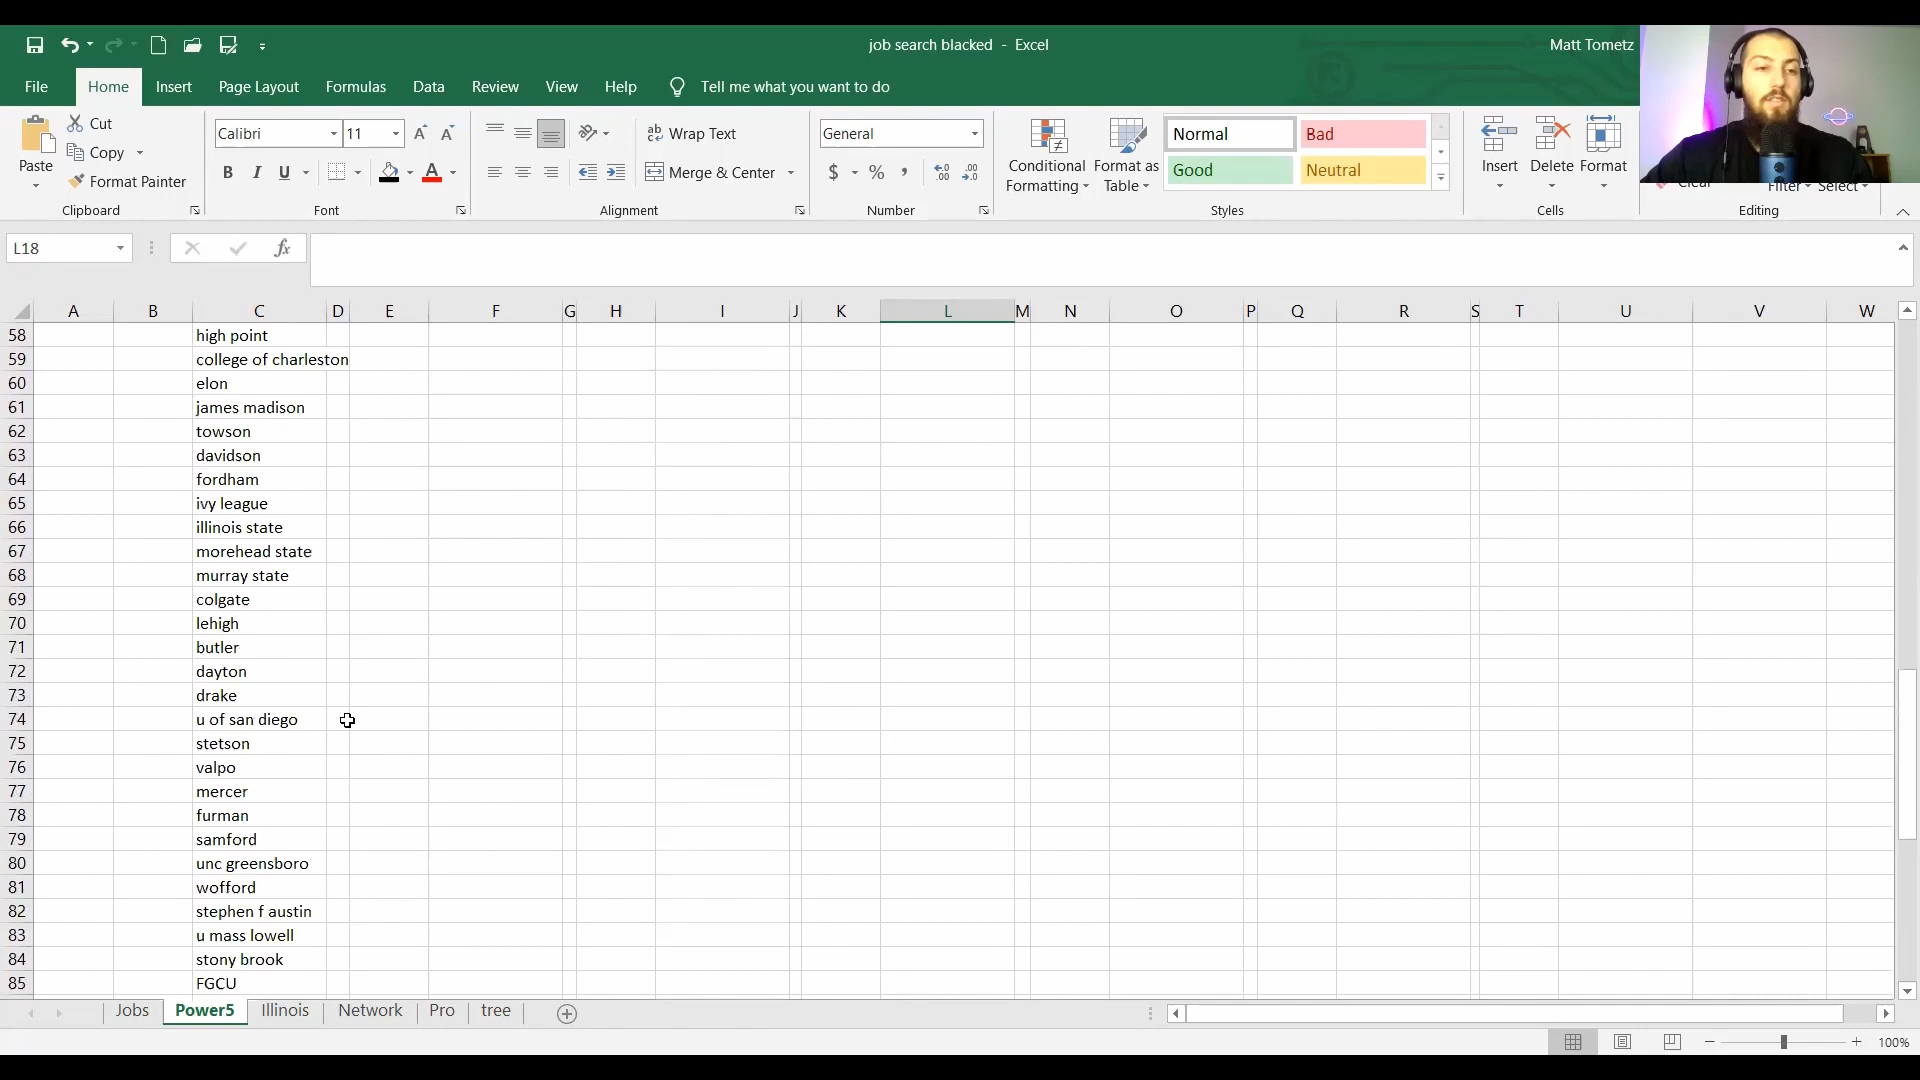 job search blacked - Excel
Matt Tometz
File Home Insert Page Layout Formulas Data Review View Help Tell me what you want to do
Paste
Cut
Copy
Format Painter
Clipboard
Calibri 11
B I U
Font
Wrap Text
Merge & Center
Alignment
General
$ % ,
Number
Conditional Formatting
Format as Table
Normal Bad
Good Neutral
Styles
Insert Delete Format
Cells
Clear
Filter Select
Editing
L18
fx
A B C D E F G H I J K L M N O P Q R S T U V W
58 high point
59 college of charleston
60 elon
61 james madison
62 towson
63 davidson
64 fordham
65 ivy league
66 illinois state
67 morehead state
68 murray state
69 colgate
70 lehigh
71 butler
72 dayton
73 drake
74 u of san diego
75 stetson
76 valpo
77 mercer
78 furman
79 samford
80 unc greensboro
81 wofford
82 stephen f austin
83 u mass lowell
84 stony brook
85 FGCU
Jobs Power5 Illinois Network Pro tree
100%